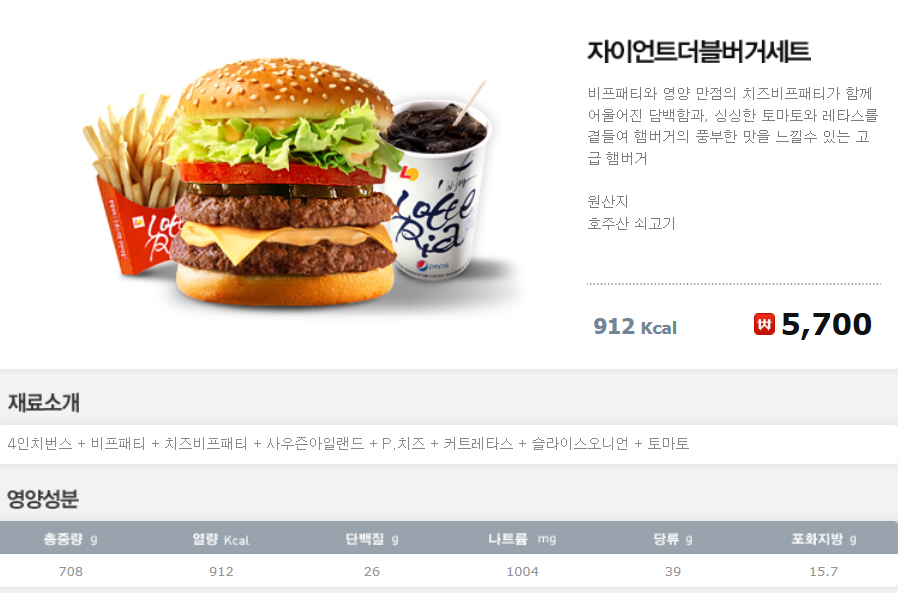 자이언트더블버거세트
비프패티와 영양 만점의 치즈비프패티가 함께
어울어진 담백함과, 싱싱한 토마토와 레타스를
곁들여 햄버거의 풍부한 맛을 느낄수 있는 고
급 햄버거
원산지
호주산 쇠고기
Lotte
Ria
pepsi
912 Kcal
₩ 5,700
재료소개
4인치번스 + 비프패티 + 치즈비프패티 + 사우즌아일랜드 + P.치즈 + 커트레타스 + 슬라이스오니언 + 토마토
영양성분
총중량 g 열량 Kcal 단백질 g 나트륨 mg 당류 g 포화지방 g
708 912 26 1004 39 15.7